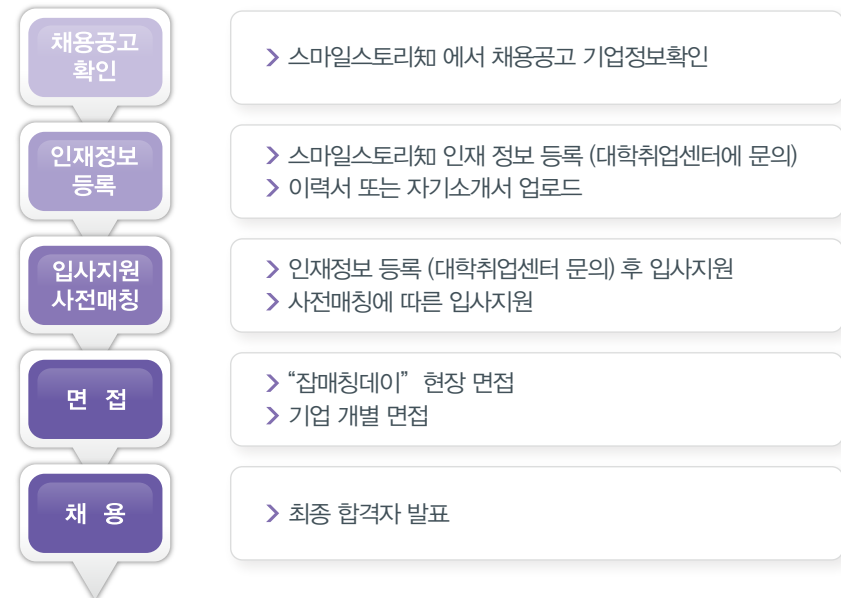 채용공고
확인
> 스마일스토리知 에서 채용공고 기업정보확인
인재정보
등록
> 스마일스토리知 인재 정보 등록 (대학취업센터에 문의)
> 이력서 또는 자기소개서 업로드
입사지원
사전매칭
> 인재정보 등록 (대학취업센터 문의) 후 입사지원
> 사전매칭에 따른 입사지원
면 접
> “잡매칭데이” 현장 면접
> 기업 개별 면접
채 용
> 최종 합격자 발표